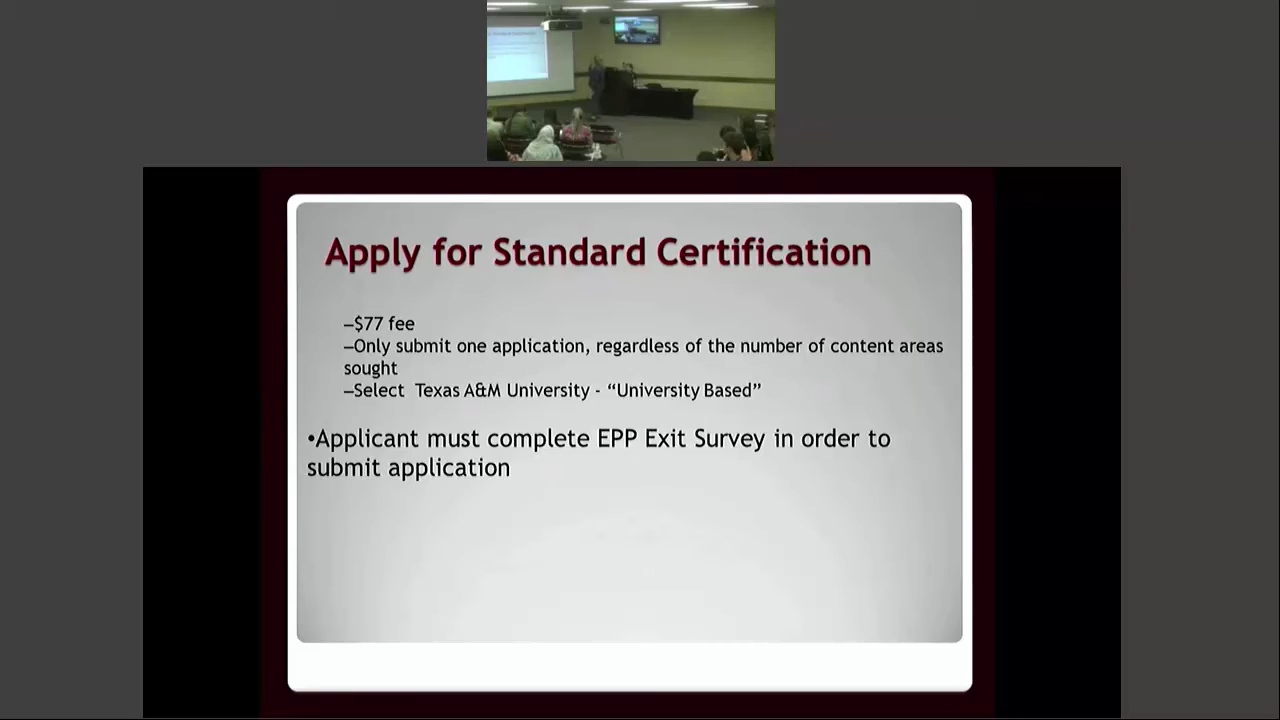 Apply for Standard Certification
–$77 fee
–Only submit one application, regardless of the number of content areas
sought
–Select Texas A&M University - “University Based”
•Applicant must complete EPP Exit Survey in order to
submit application